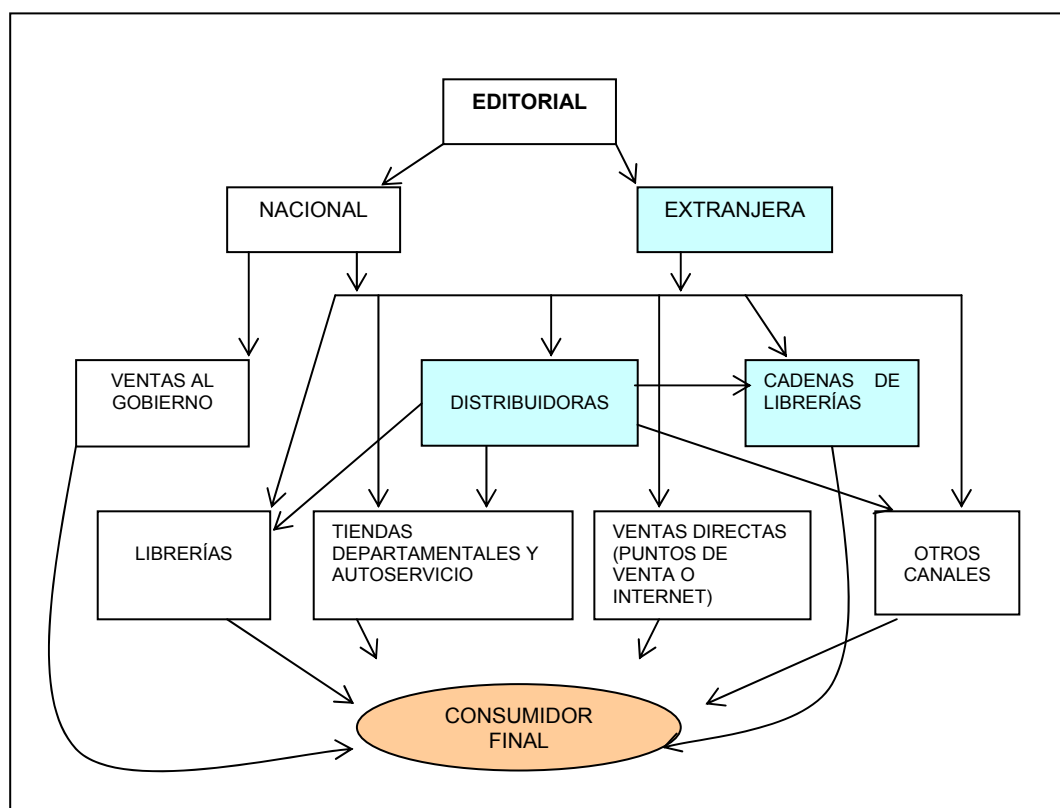 EDITORIAL
NACIONAL
EXTRANJERA
VENTAS AL
GOBIERNO
DISTRIBUIDORAS
CADENAS DE
LIBRERÍAS
LIBRERÍAS
TIENDAS
DEPARTAMENTALES Y
AUTOSERVICIO
VENTAS DIRECTAS
(PUNTOS DE
VENTA O
INTERNET)
OTROS
CANALES
CONSUMIDOR
FINAL